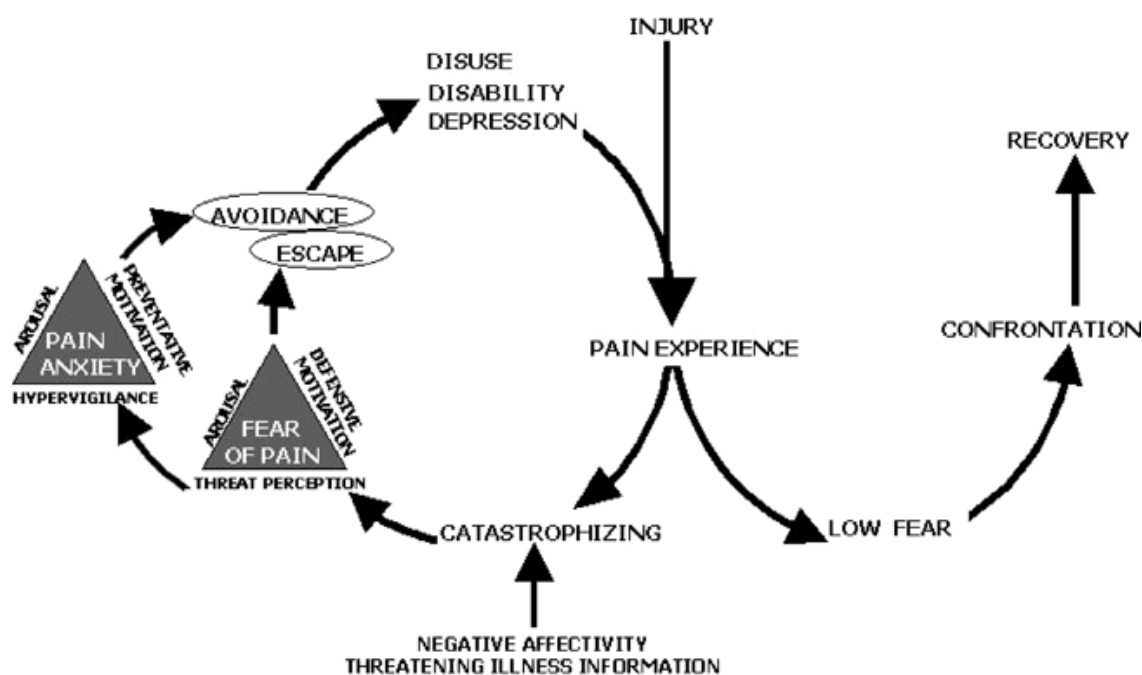 INJURY
DISUSE
DISABILITY
DEPRESSION
RECOVERY
AVOIDANCE
ESCAPE
AROUSAL
PREVENTATIVE
MOTIVATION
PAIN
ANXIETY
HYPERVIGILANCE
AROUSAL
DEFENSIVE
MOTIVATION
FEAR
OF PAIN
THREAT PERCEPTION
PAIN EXPERIENCE
CONFRONTATION
CATASTROPHIZING
LOW FEAR
NEGATIVE AFFECTIVITY
THREATENING ILLNESS INFORMATION